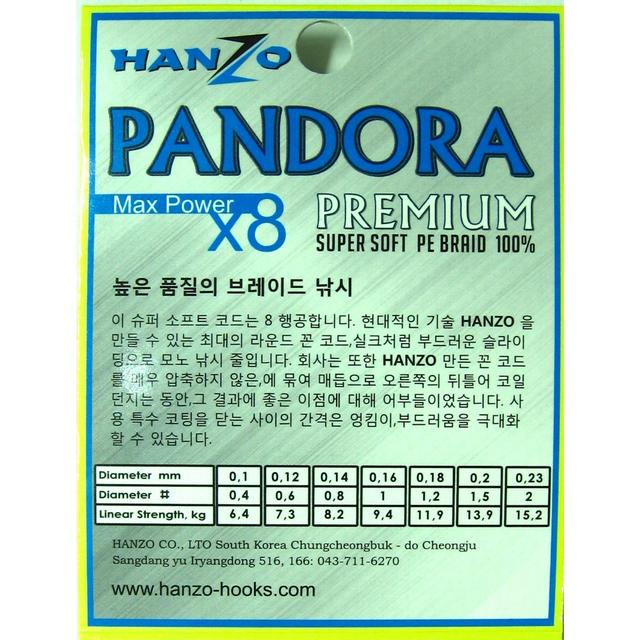 HANZO
PANDORA
Max Power
x8
PREMIUM
SUPER SOFT PE BRAID 100%
높은 품질의 브레이드 낚시
이 슈퍼 소프트 코드는 8 행공합니다. 현대적인 기술 HANZO 을
만들 수 있는 최대의 라운드 꼰 코드,실크처럼 부드러운 슬라이
딩으로 모노 낚시 줄입니다. 회사는 또한 HANZO 만든 꼰 코드
를 매우 압축하지 않은,에 묶여 매듭으로 오른쪽의 뒤틀어 코일
던지는 동안,그 결과에 좋은 이점에 대해 어부들이었습니다. 사
용 특수 코팅을 닫는 사이의 간격은 엉킴이,부드러움을 극대화
할 수 있습니다.
Diameter mm 0,1 0,12 0,14 0,16 0,18 0,2 0,23
Diameter # 0,4 0,6 0,8 1 1,2 1,5 2
Linear Strength, kg 6,4 7,3 8,2 9,4 11,9 13,9 15,2
HANZO CO., LTO South Korea Chungcheongbuk - do Cheongju
Sangdang yu Iryangdong 516, 166: 043-711-6270
www.hanzo-hooks.com